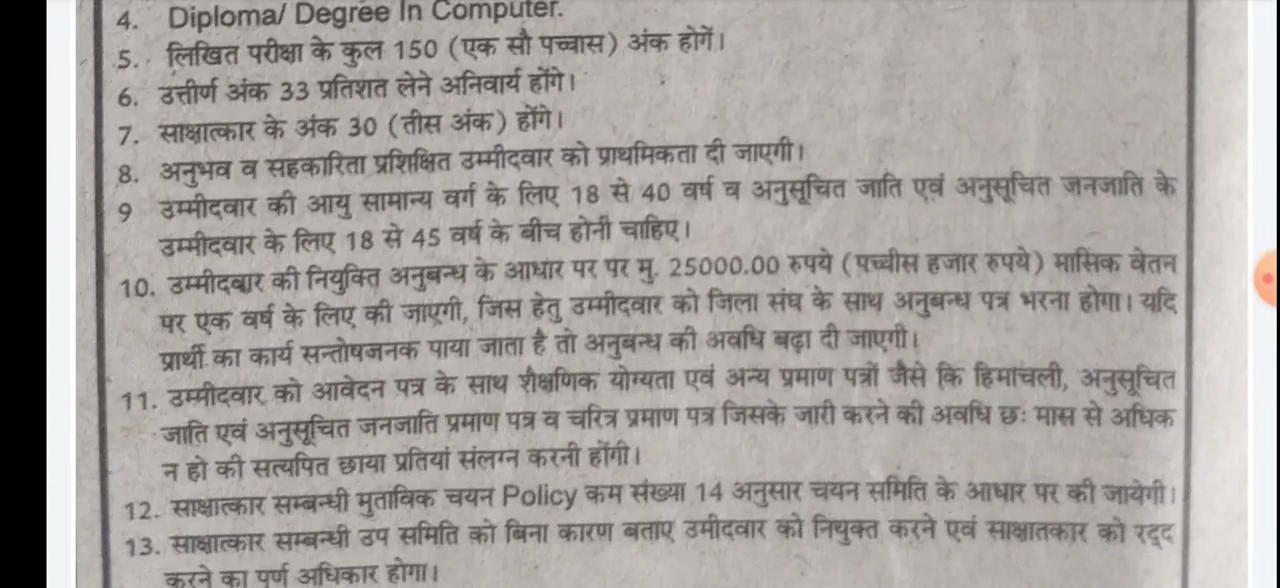 4. Diploma/ Degree In Computer.
5. लिखित परीक्षा के कुल 150 (एक सौ पच्चास) अंक होगें।
6. उत्तीर्ण अंक 33 प्रतिशत लेने अनिवार्य होंगे।
7. साक्षात्कार के अंक 30 (तीस अंक) होंगे।
8. अनुभव व सहकारिता प्रशिक्षित उम्मीदवार को प्राथमिकता दी जाएगी।
9 उम्मीदवार की आयु सामान्य वर्ग के लिए 18 से 40 वर्ष व अनुसूचित जाति एवं अनुसूचित जनजाति के
उम्मीदवार के लिए 18 से 45 वर्ष के बीच होनी चाहिए।
10. उम्मीदवार की नियुक्ति अनुबन्ध के आधार पर पर मु. 25000.00 रुपये (पच्चीस हजार रुपये) मासिक वेतन
पर एक वर्ष के लिए की जाएगी, जिस हेतु उम्मीदवार को जिला संघ के साथ अनुबन्ध पत्र भरना होगा। यदि
प्रार्थी का कार्य सन्तोषजनक पाया जाता है तो अनुबन्ध की अवधि बढ़ा दी जाएगी।
11. उम्मीदवार को आवेदन पत्र के साथ शैक्षणिक योग्यता एवं अन्य प्रमाण पत्रों जैसे कि हिमाचली, अनुसूचित
जाति एवं अनुसूचित जनजाति प्रमाण पत्र व चरित्र प्रमाण पत्र जिसके जारी करने की अवधि छः मास से अधिक
न हो की सत्यपित छाया प्रतियां संलग्न करनी होंगी।
12. साक्षात्कार सम्बन्धी मुताविक चयन Policy कम संख्या 14 अनुसार चयन समिति के आधार पर की जायेगी।
13. साक्षात्कार सम्बन्धी उप समिति को बिना कारण बताए उमीदवार को नियुक्त करने एवं साक्षातकार को रद्द
करने का पूर्ण अधिकार होगा।